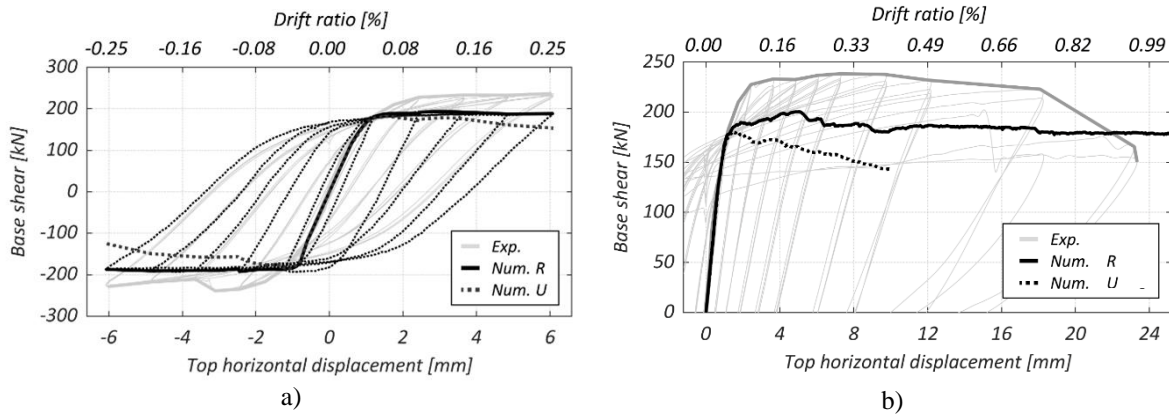 Drift ratio [%]
-0.25 -0.16 -0.08 0.00 0.08 0.16 0.25
300
200
100
0
-100
-200
-300
Base shear [kN]
Exp.
Num. R
Num. U
-6 -4 -2 0 2 4 6
Top horizontal displacement [mm]
a)
Drift ratio [%]
0.00 0.16 0.33 0.49 0.66 0.82 0.99
250
200
150
100
50
0
Base shear [kN]
Exp.
Num. R
Num. U
0 4 8 12 16 20 24
Top horizontal displacement [mm]
b)